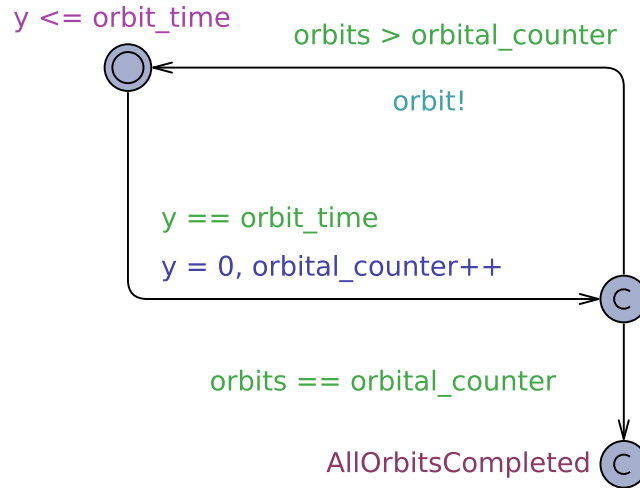 y <= orbit_time
orbits > orbital_counter
orbit!
y == orbit_time
y = 0, orbital_counter++
C
orbits == orbital_counter
AllOrbitsCompleted
C